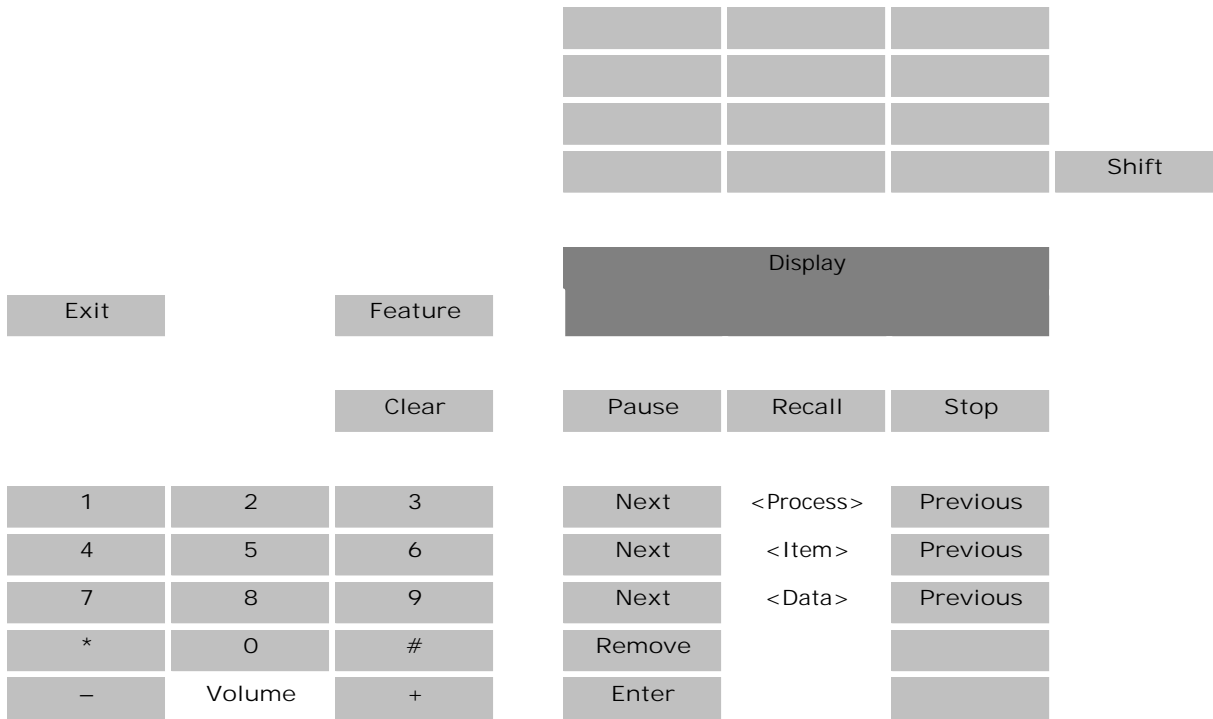 Shift
Display
Exit Feature
Clear Pause Recall Stop
1 2 3 Next <Process> Previous
4 5 6 Next <Item> Previous
7 8 9 Next <Data> Previous
* 0 # Remove
– Volume + Enter